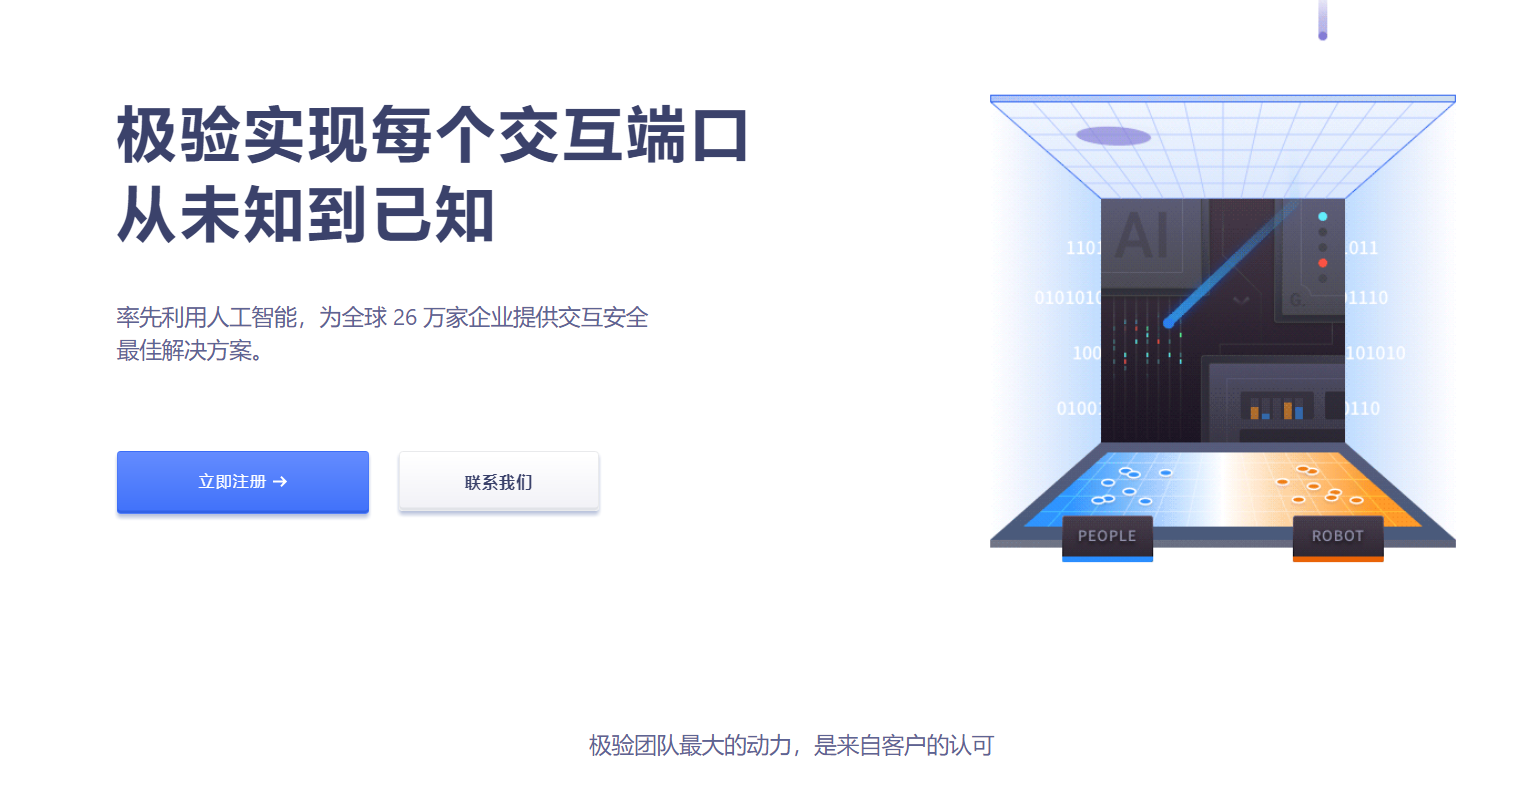 极验实现每个交互端口
从未知到已知
率先利用人工智能，为全球 26 万家企业提供交互安全
最佳解决方案。
立即注册 →
联系我们
AI
G.
1101
011
0101010
01110
100
101010
0100
0110
PEOPLE
ROBOT
极验团队最大的动力，是来自客户的认可